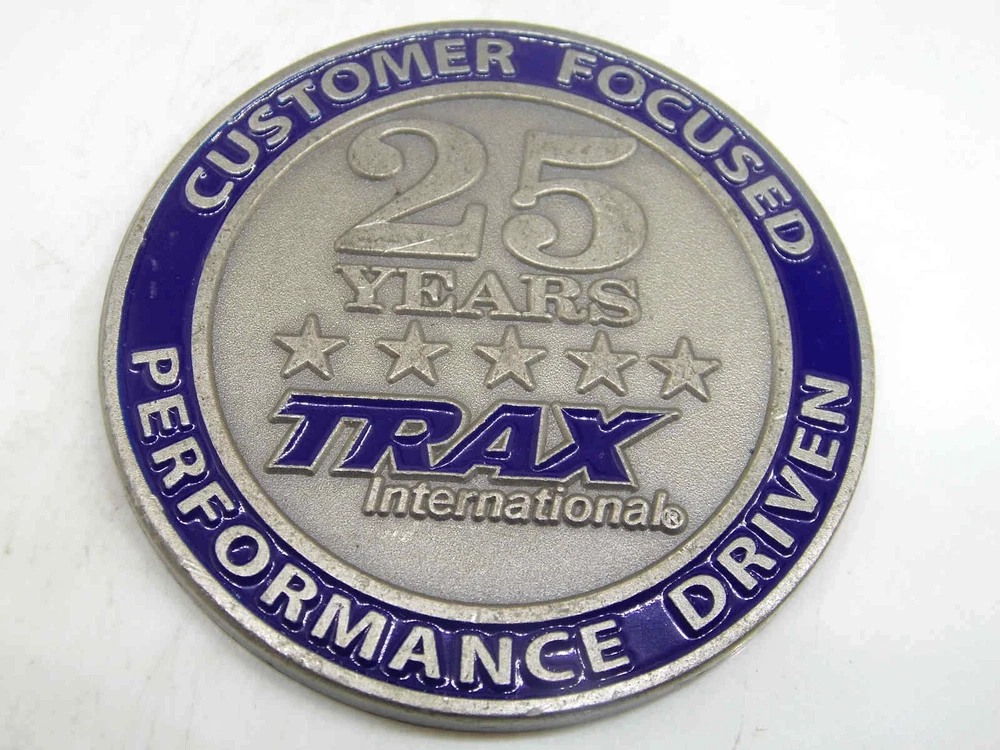 CUSTOMER FOCUSED
25
YEARS
TRAX
International®
PERFORMANCE DRIVEN